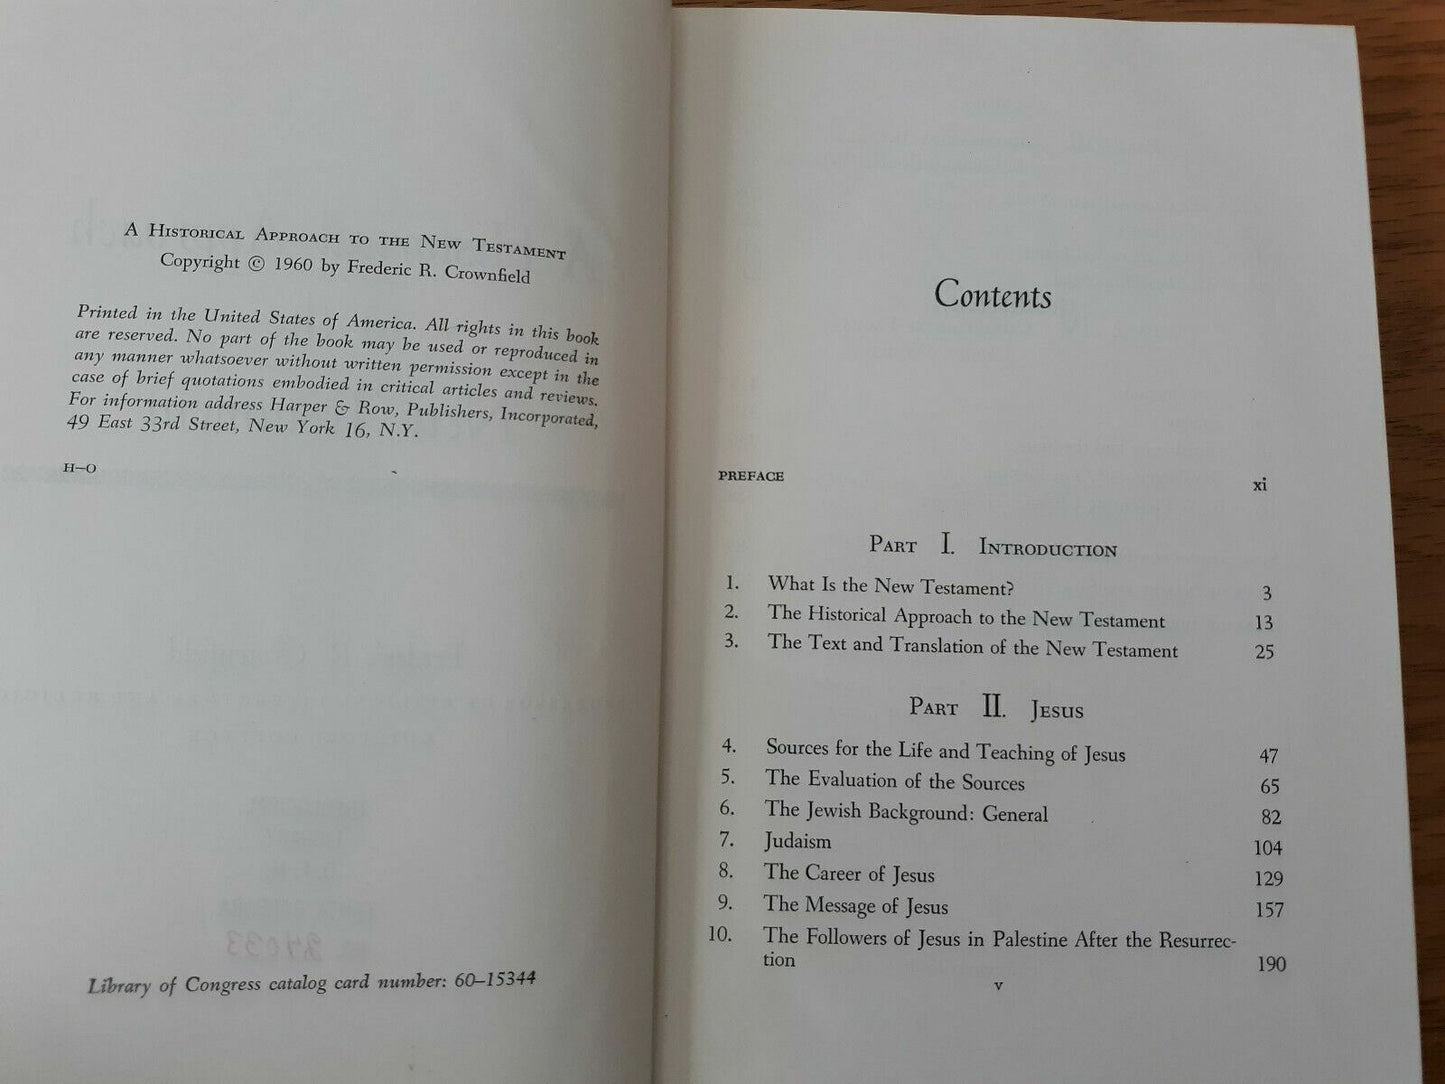 A Historical Approach to the New Testament
Copyright © 1960 by Frederic R. Crownfield
Printed in the United States of America. All rights in this book
are reserved. No part of the book may be used or reproduced in
any manner whatsoever without written permission except in the
case of brief quotations embodied in critical articles and reviews.
For information address Harper & Row, Publishers, Incorporated,
49 East 33rd Street, New York 16, N.Y.
H–O
Library of Congress catalog card number: 60–15344
Contents
PREFACE xi
Part I. Introduction
1. What Is the New Testament? 3
2. The Historical Approach to the New Testament 13
3. The Text and Translation of the New Testament 25
Part II. Jesus
4. Sources for the Life and Teaching of Jesus 47
5. The Evaluation of the Sources 65
6. The Jewish Background: General 82
7. Judaism 104
8. The Career of Jesus 129
9. The Message of Jesus 157
10. The Followers of Jesus in Palestine After the Resurrec-
tion 190
v